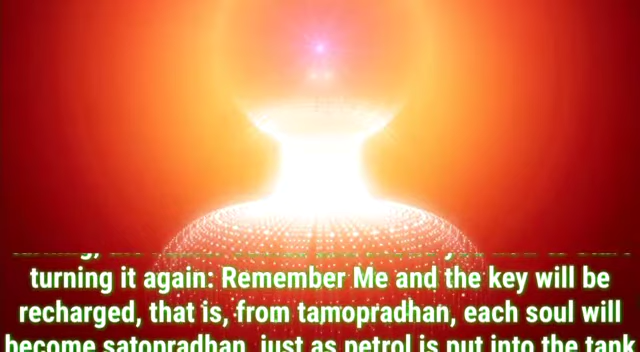 turning it again: Remember Me and the key will be
recharged, that is, from tamopradhan, each soul will
become satopradhan, just as petrol is put into the tank